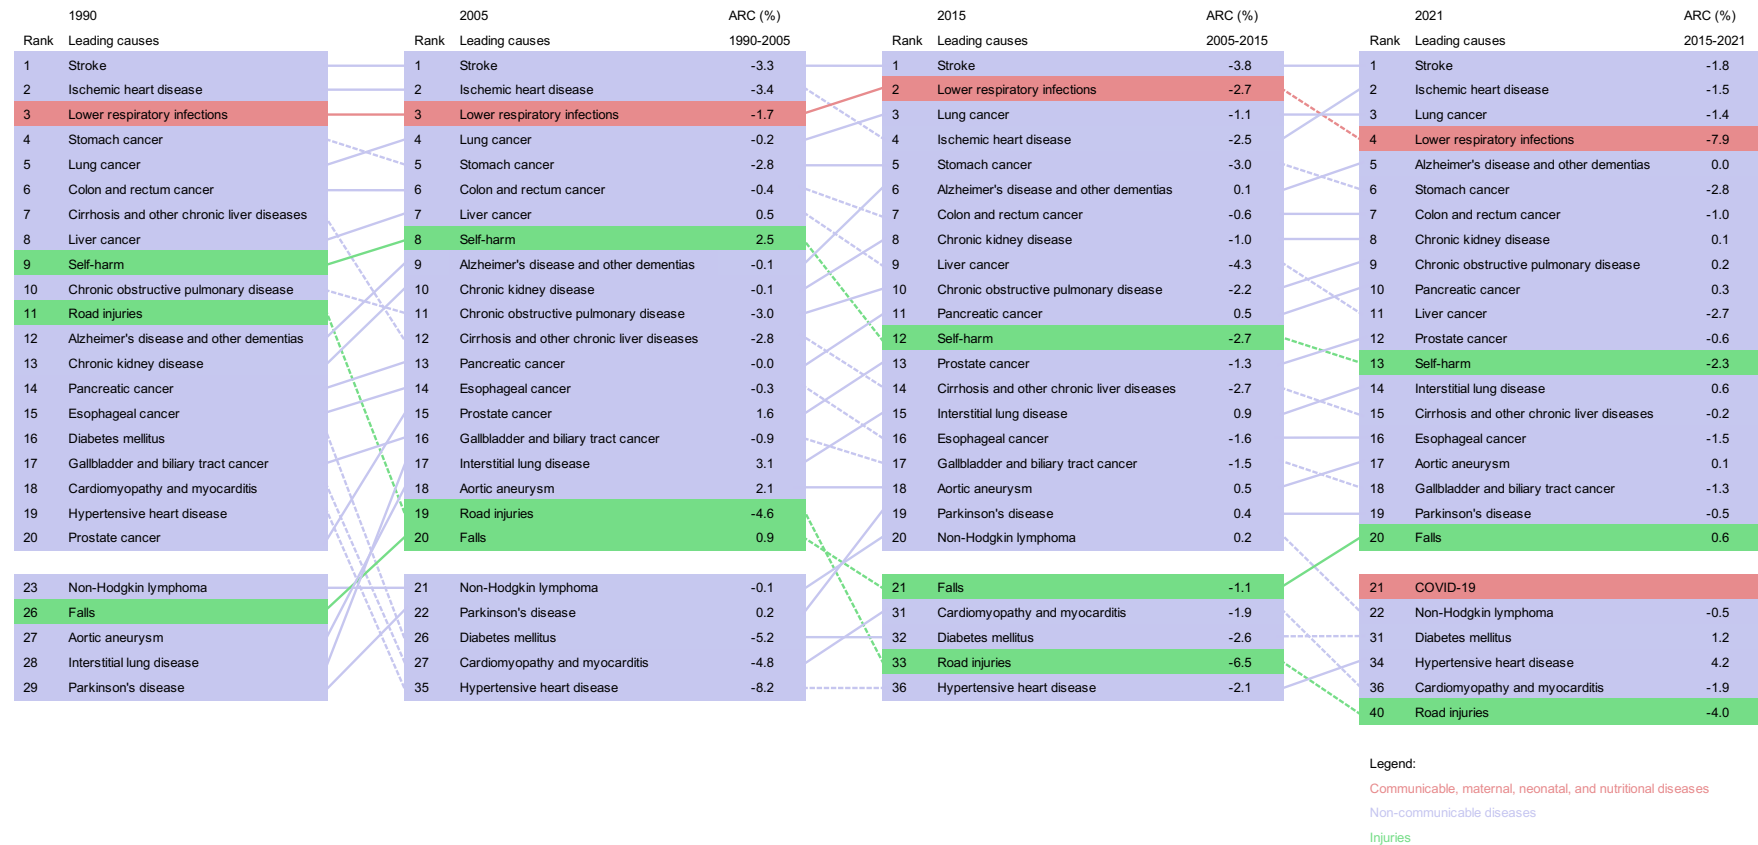 1990
Rank Leading causes
1 Stroke
2 Ischemic heart disease
3 Lower respiratory infections
4 Stomach cancer
5 Lung cancer
6 Colon and rectum cancer
7 Cirrhosis and other chronic liver diseases
8 Liver cancer
9 Self-harm
10 Chronic obstructive pulmonary disease
11 Road injuries
12 Alzheimer's disease and other dementias
13 Chronic kidney disease
14 Pancreatic cancer
15 Esophageal cancer
16 Diabetes mellitus
17 Gallbladder and biliary tract cancer
18 Cardiomyopathy and myocarditis
19 Hypertensive heart disease
20 Prostate cancer
23 Non-Hodgkin lymphoma
26 Falls
27 Aortic aneurysm
28 Interstitial lung disease
29 Parkinson's disease
2005 ARC (%)
Rank Leading causes 1990-2005
1 Stroke -3.3
2 Ischemic heart disease -3.4
3 Lower respiratory infections -1.7
4 Lung cancer -0.2
5 Stomach cancer -2.8
6 Colon and rectum cancer -0.4
7 Liver cancer 0.5
8 Self-harm 2.5
9 Alzheimer's disease and other dementias -0.1
10 Chronic kidney disease -0.1
11 Chronic obstructive pulmonary disease -3.0
12 Cirrhosis and other chronic liver diseases -2.8
13 Pancreatic cancer -0.0
14 Esophageal cancer -0.3
15 Prostate cancer 1.6
16 Gallbladder and biliary tract cancer -0.9
17 Interstitial lung disease 3.1
18 Aortic aneurysm 2.1
19 Road injuries -4.6
20 Falls 0.9
21 Non-Hodgkin lymphoma -0.1
22 Parkinson's disease 0.2
26 Diabetes mellitus -5.2
27 Cardiomyopathy and myocarditis -4.8
35 Hypertensive heart disease -8.2
2015 ARC (%)
Rank Leading causes 2005-2015
1 Stroke -3.8
2 Lower respiratory infections -2.7
3 Lung cancer -1.1
4 Ischemic heart disease -2.5
5 Stomach cancer -3.0
6 Alzheimer's disease and other dementias 0.1
7 Colon and rectum cancer -0.6
8 Chronic kidney disease -1.0
9 Liver cancer -4.3
10 Chronic obstructive pulmonary disease -2.2
11 Pancreatic cancer 0.5
12 Self-harm -2.7
13 Prostate cancer -1.3
14 Cirrhosis and other chronic liver diseases -2.7
15 Interstitial lung disease 0.9
16 Esophageal cancer -1.6
17 Gallbladder and biliary tract cancer -1.5
18 Aortic aneurysm 0.5
19 Parkinson's disease 0.4
20 Non-Hodgkin lymphoma 0.2
21 Falls -1.1
31 Cardiomyopathy and myocarditis -1.9
32 Diabetes mellitus -2.6
33 Road injuries -6.5
36 Hypertensive heart disease -2.1
2021 ARC (%)
Rank Leading causes 2015-2021
1 Stroke -1.8
2 Ischemic heart disease -1.5
3 Lung cancer -1.4
4 Lower respiratory infections -7.9
5 Alzheimer's disease and other dementias 0.0
6 Stomach cancer -2.8
7 Colon and rectum cancer -1.0
8 Chronic kidney disease 0.1
9 Chronic obstructive pulmonary disease 0.2
10 Pancreatic cancer 0.3
11 Liver cancer -2.7
12 Prostate cancer -0.6
13 Self-harm -2.3
14 Interstitial lung disease 0.6
15 Cirrhosis and other chronic liver diseases -0.2
16 Esophageal cancer -1.5
17 Aortic aneurysm 0.1
18 Gallbladder and biliary tract cancer -1.3
19 Parkinson's disease -0.5
20 Falls 0.6
21 COVID-19
22 Non-Hodgkin lymphoma -0.5
31 Diabetes mellitus 1.2
34 Hypertensive heart disease 4.2
36 Cardiomyopathy and myocarditis -1.9
40 Road injuries -4.0
Legend:
Communicable, maternal, neonatal, and nutritional diseases
Non-communicable diseases
Injuries